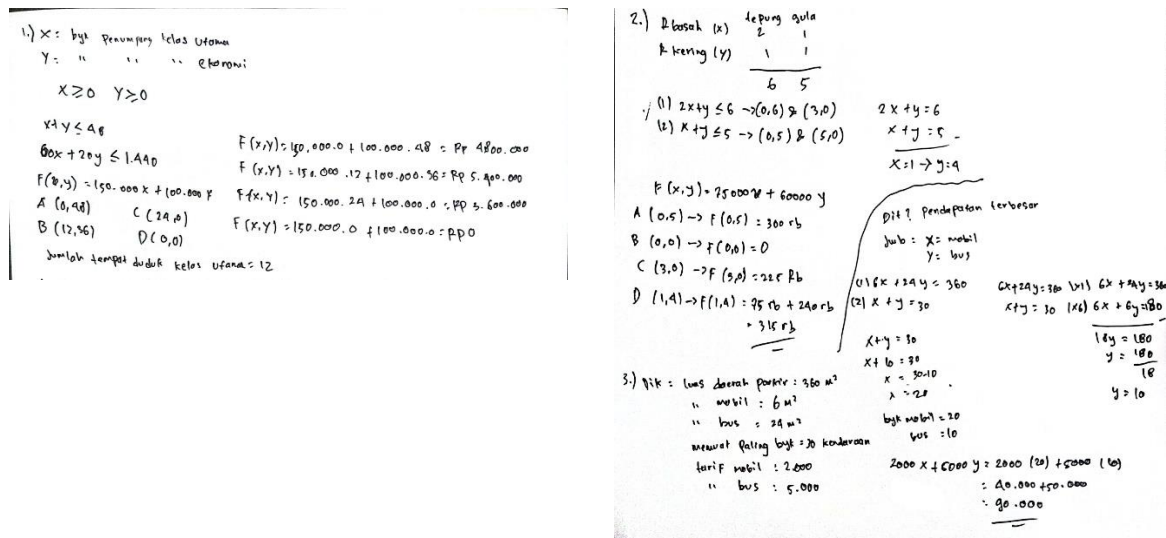 1.) X : byk Penumpang kelas utama
Y : " " " ekonomi
X ≥ 0 Y ≥ 0
x+y ≤ 48
60x + 20y ≤ 1.440
F(x,y) = 150.000 x + 100.000 y
A (0,48) C (24,0)
B (12,36) D (0,0)
Jumlah tempat duduk kelas utama = 12
F (x,y) = 150.000.0 + 100.000.48 = Rp 4800.000
F (x,y) = 150.000.12 + 100.000.36 = Rp 5.400.000
F (x,y) = 150.000.24 + 100.000.0 = Rp 3.600.000
F (x,y) = 150.000.0 + 100.000.0 = Rp 0
2.) R basah (x) tepung gula
2 1
R kering (y) 1 1
6 5
(1) 2x+y ≤ 6 -> (0,6) & (3,0)
(2) x+y ≤ 5 -> (0,5) & (5,0)
2x + y = 6
x + y = 5 -
x = 1 → y = 4
F (x,y) = 75000 x + 60000 y
A (0,5) -> F (0,5) = 300 rb
B (0,0) -> F (0,0) = 0
C (3,0) -> F (3,0) = 225 Rb
D (1,4) -> F (1,4) = 75 rb + 240 rb
= 315 rb
3.) Dik = luas daerah parkir : 360 m²
" mobil : 6 m²
" bus = 24 m²
memuat paling byk = 30 kendaraan
tarif mobil : 2.000
" bus : 5.000
Dit ? Pendapatan terbesar
Jwb : x = mobil
y = bus
(1) 6x + 24y = 360
(2) x + y = 30
6x+24y = 360 |x1| 6x + 24y = 360
x+y = 30 |x6| 6x + 6y = 180 -
18y = 180
y = 180
18
y = 10
x+y = 30
x+10 = 30
x = 30-10
x = 20
byk mobil = 20
bus = 10
2000 x + 5000 y = 2000 (20) + 5000 (10)
= 40.000 + 50.000
= 90.000